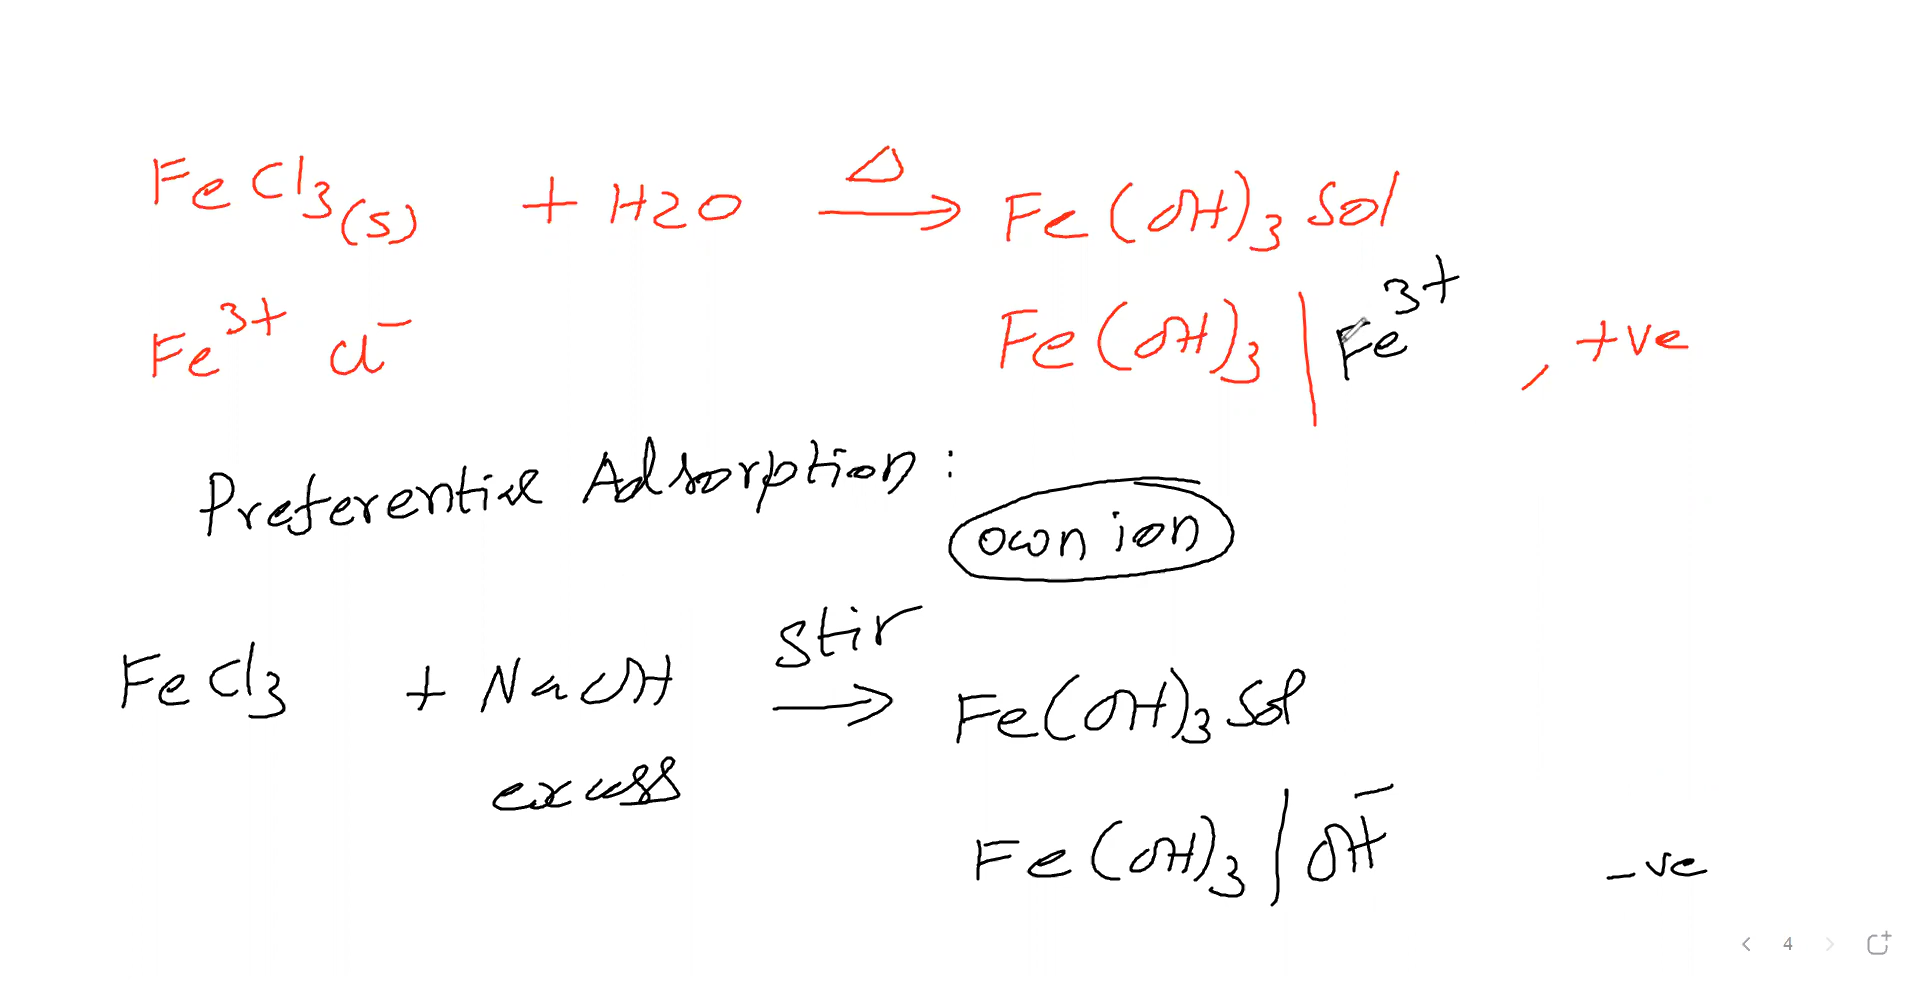 FeCl3(s) + H2O Δ→ Fe(OH)3 Sol
Fe3+ Cl− Fe(OH)3 | Fe3+ , +ve
Preferential Adsorption :
own ion
FeCl3 + NaOH stir→ Fe(OH)3 Sol
excess
Fe(OH)3 | OH− −ve
< 4 >